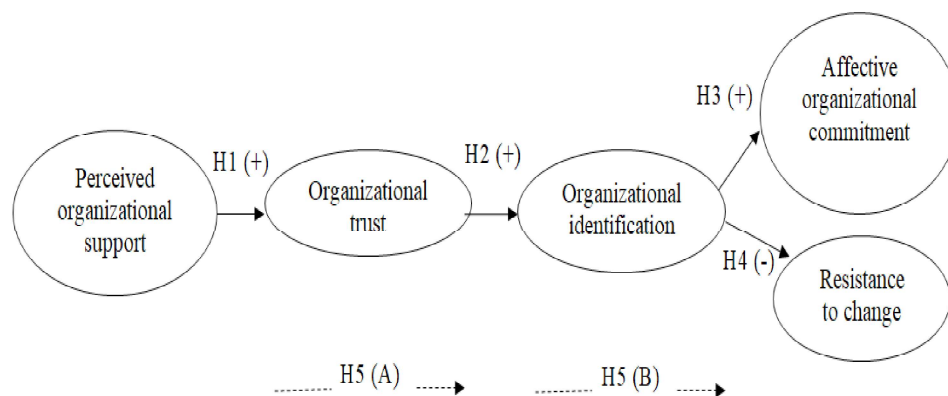 Perceived
organizational
support
H1 (+)
Organizational
trust
H2 (+)
Organizational
identification
H3 (+)
Affective
organizational
commitment
H4 (-)
Resistance
to change
H5 (A)
H5 (B)